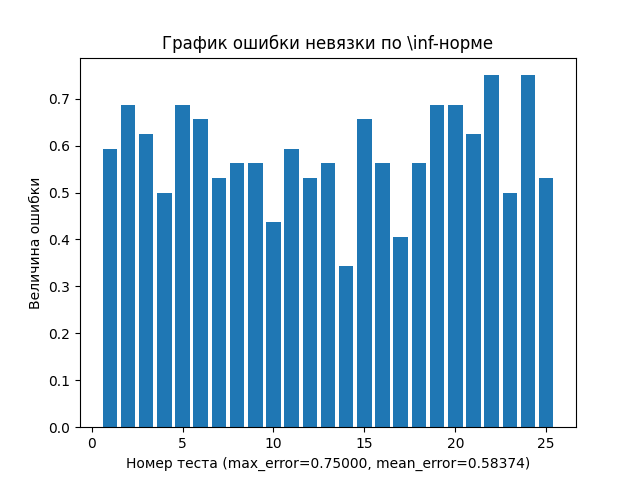 График ошибки невязки по \inf-норме
Величина ошибки
0.7
0.6
0.5
0.4
0.3
0.2
0.1
0.0
0 5 10 15 20 25
Номер теста (max_error=0.75000, mean_error=0.58374)